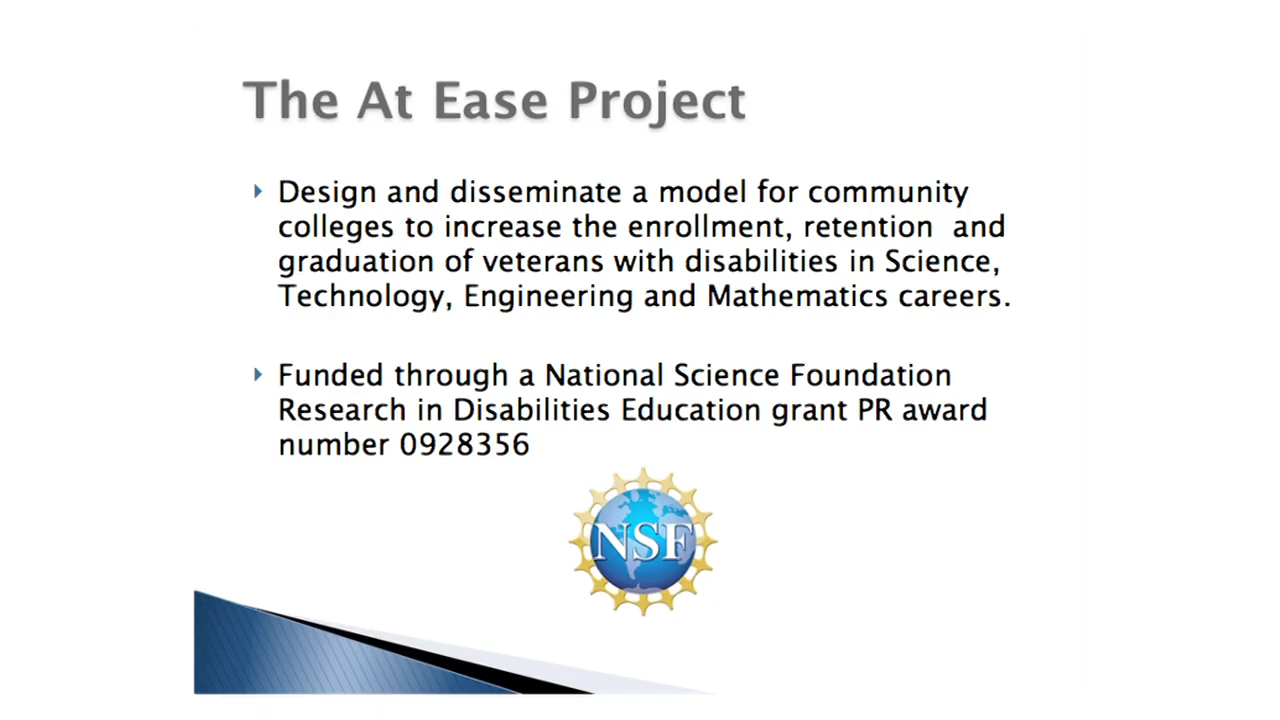 The At Ease Project
Design and disseminate a model for community
colleges to increase the enrollment, retention and
graduation of veterans with disabilities in Science,
Technology, Engineering and Mathematics careers.
Funded through a National Science Foundation
Research in Disabilities Education grant PR award
number 0928356
NSF